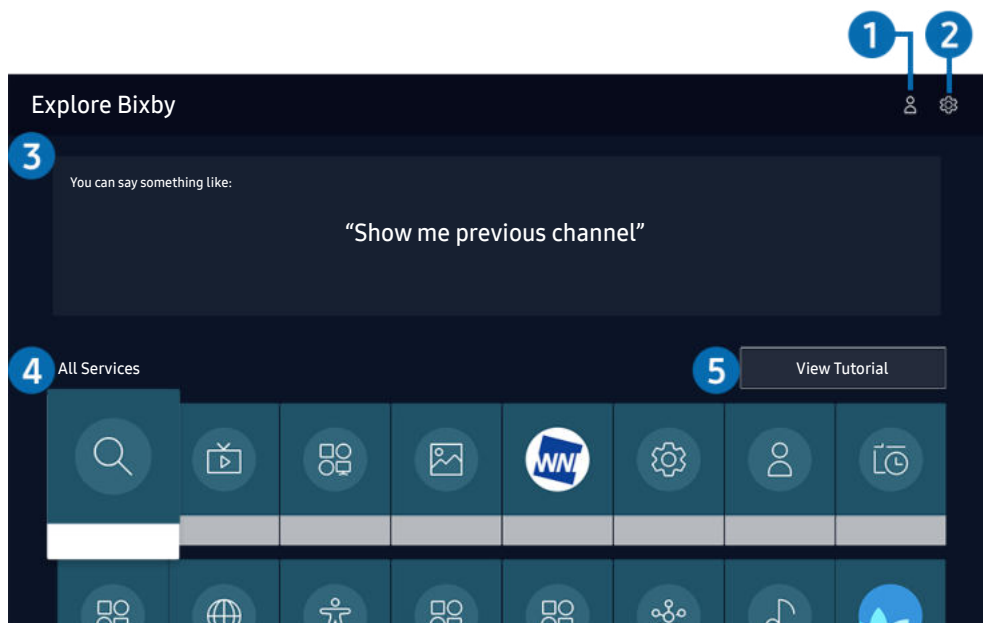 1 2
Explore Bixby
3
You can say something like:
“Show me previous channel”
4 All Services
5 View Tutorial
WNI